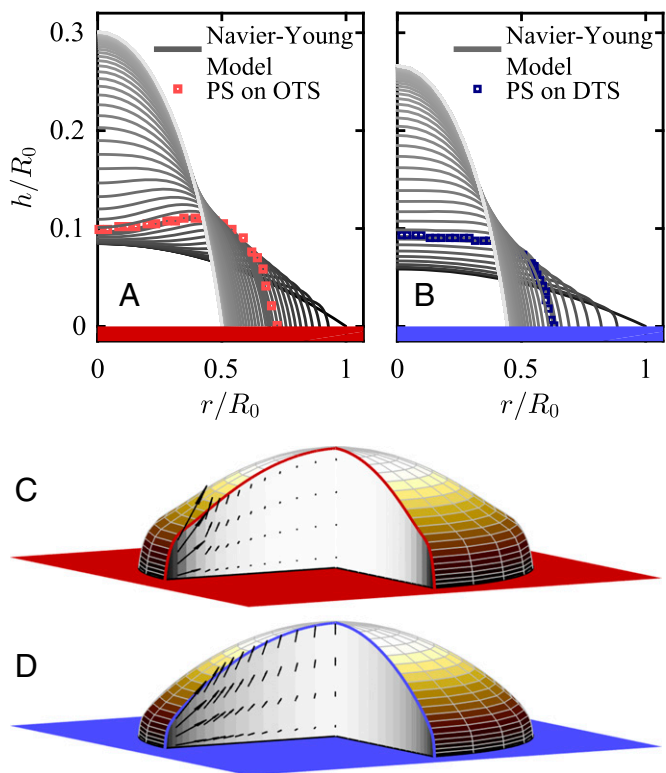 0.3
0.2
0.1
0
h/R₀
Navier-Young
Model
PS on OTS
A
0 0.5 1
r/R₀
Navier-Young
Model
PS on DTS
B
0 0.5 1
r/R₀
C
D